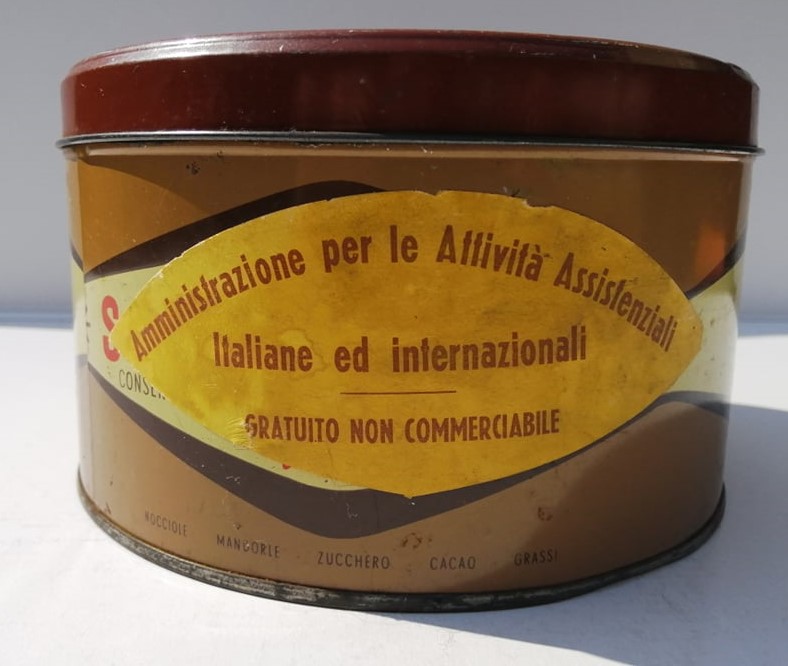 Amministrazione per le Attività Assistenziali
Italiane ed internazionali
GRATUITO NON COMMERCIABILE
NOCCIOLE MANDORLE ZUCCHERO CACAO GRASSI